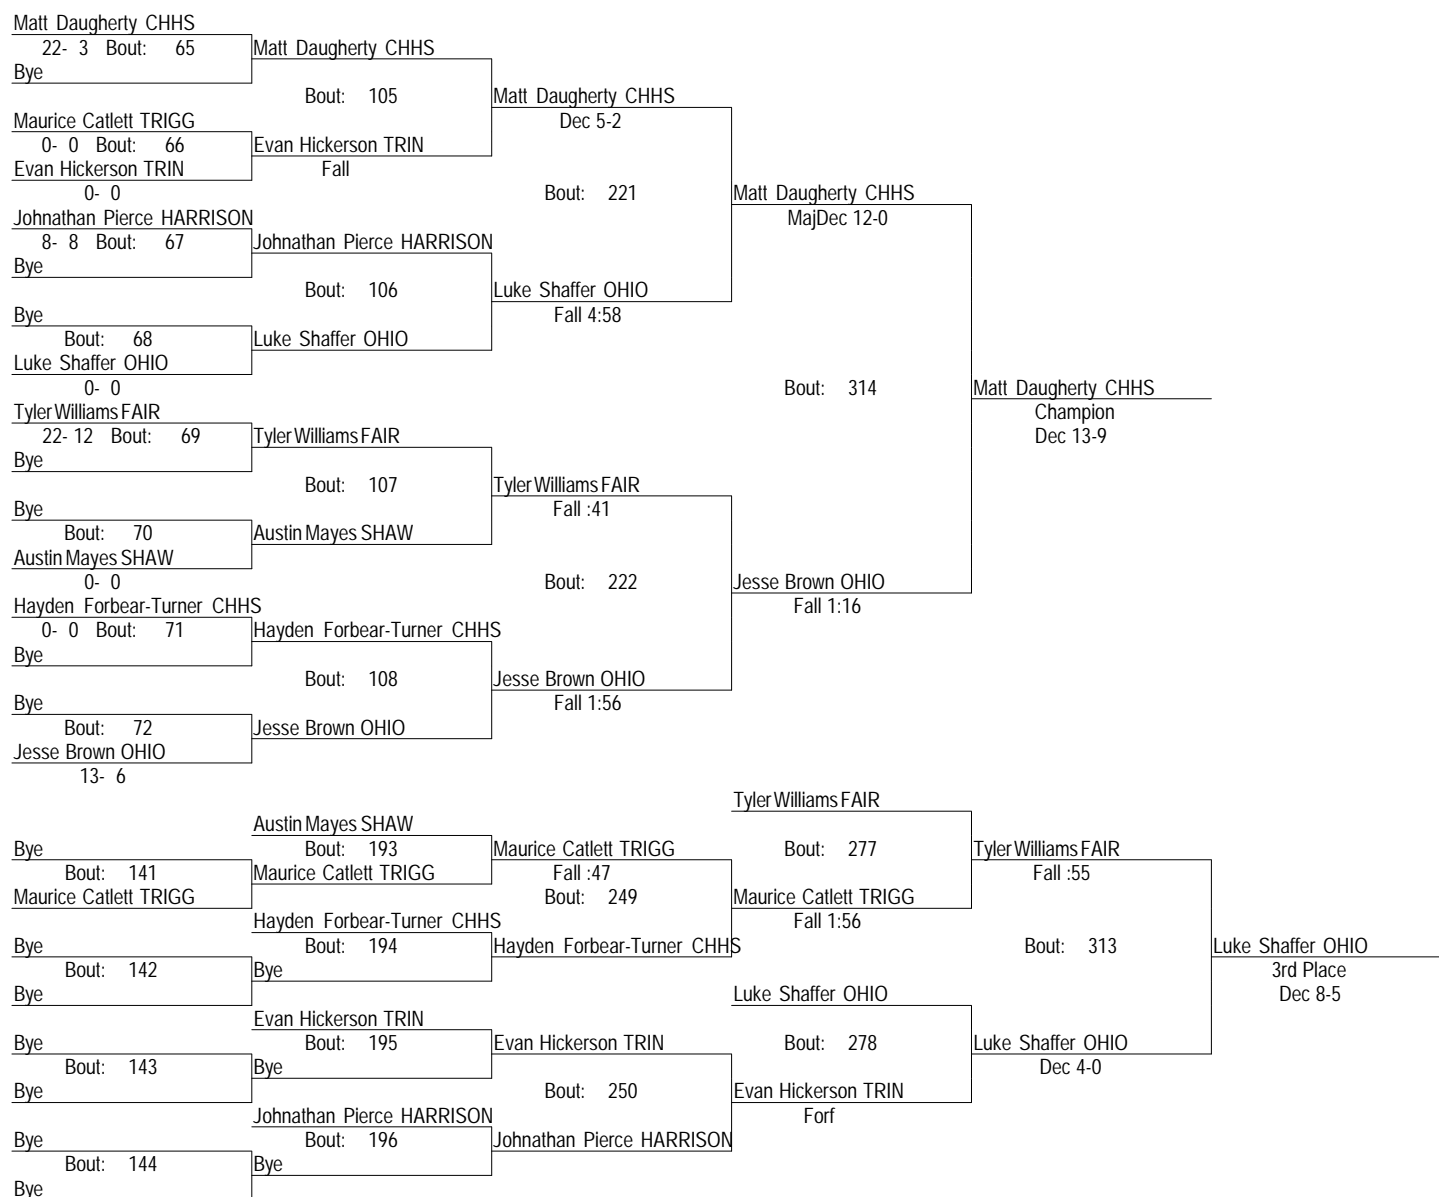 Matt Daugherty CHHS
22- 3 Bout: 65
Bye
Matt Daugherty CHHS
Bout: 105
Maurice Catlett TRIGG
0- 0 Bout: 66
Evan Hickerson TRIN
0- 0
Evan Hickerson TRIN
Fall
Matt Daugherty CHHS
Dec 5-2
Bout: 221
Johnathan Pierce HARRISON
8- 8 Bout: 67
Bye
Johnathan Pierce HARRISON
Bout: 106
Bye
Bout: 68
Luke Shaffer OHIO
0- 0
Luke Shaffer OHIO
Luke Shaffer OHIO
Fall 4:58
Matt Daugherty CHHS
MajDec 12-0
Bout: 314
Tyler Williams FAIR
22- 12 Bout: 69
Bye
Tyler Williams FAIR
Bout: 107
Bye
Bout: 70
Austin Mayes SHAW
0- 0
Austin Mayes SHAW
Tyler Williams FAIR
Fall :41
Bout: 222
Hayden Forbear-Turner CHHS
0- 0 Bout: 71
Bye
Hayden Forbear-Turner CHHS
Bout: 108
Bye
Bout: 72
Jesse Brown OHIO
13- 6
Jesse Brown OHIO
Jesse Brown OHIO
Fall 1:56
Jesse Brown OHIO
Fall 1:16
Matt Daugherty CHHS
Champion
Dec 13-9
Bye
Bout: 141
Maurice Catlett TRIGG
Austin Mayes SHAW
Bout: 193
Maurice Catlett TRIGG
Maurice Catlett TRIGG
Fall :47
Bout: 249
Bye
Bout: 142
Bye
Hayden Forbear-Turner CHHS
Bout: 194
Bye
Hayden Forbear-Turner CHHS
Tyler Williams FAIR
Bout: 277
Maurice Catlett TRIGG
Fall 1:56
Tyler Williams FAIR
Fall :55
Bout: 313
Bye
Bout: 143
Bye
Evan Hickerson TRIN
Bout: 195
Bye
Evan Hickerson TRIN
Bout: 250
Bye
Bout: 144
Bye
Johnathan Pierce HARRISON
Bout: 196
Bye
Johnathan Pierce HARRISON
Luke Shaffer OHIO
Bout: 278
Evan Hickerson TRIN
Forf
Luke Shaffer OHIO
Dec 4-0
Luke Shaffer OHIO
3rd Place
Dec 8-5